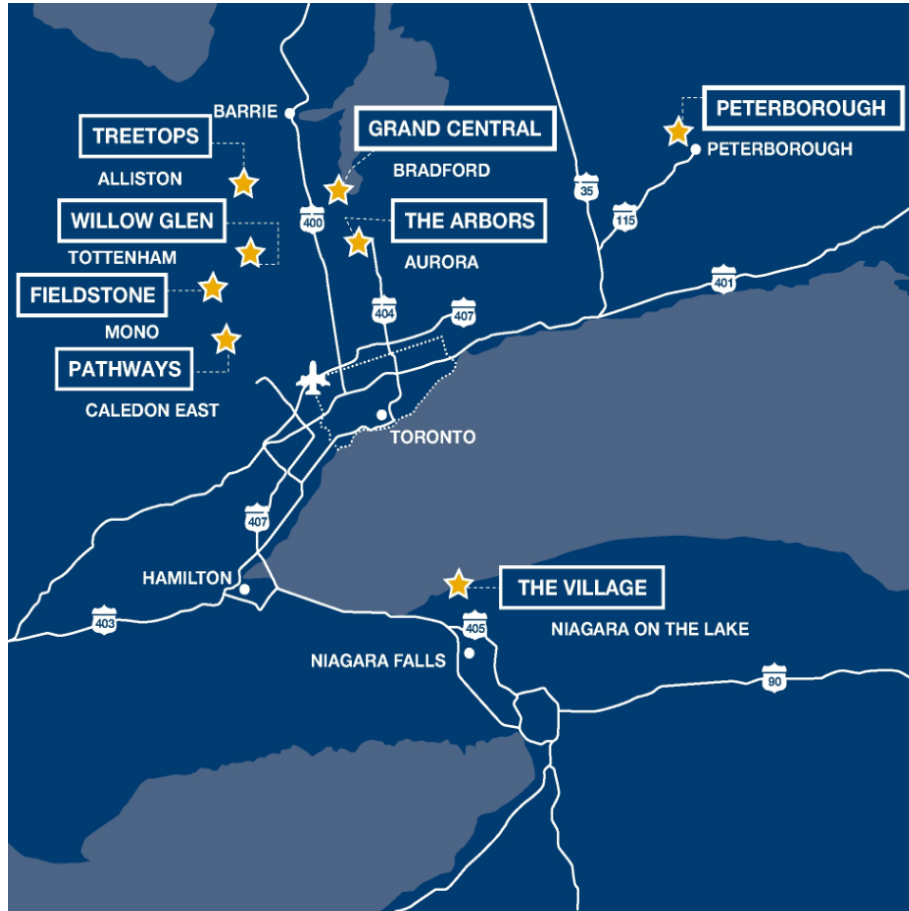 BARRIE
TREETOPS
ALLISTON
GRAND CENTRAL
BRADFORD
PETERBOROUGH
PETERBOROUGH
35
115
400
WILLOW GLEN
TOTTENHAM
THE ARBORS
AURORA
FIELDSTONE
MONO
404
407
401
PATHWAYS
CALEDON EAST
TORONTO
407
HAMILTON
403
THE VILLAGE
NIAGARA ON THE LAKE
405
NIAGARA FALLS
90